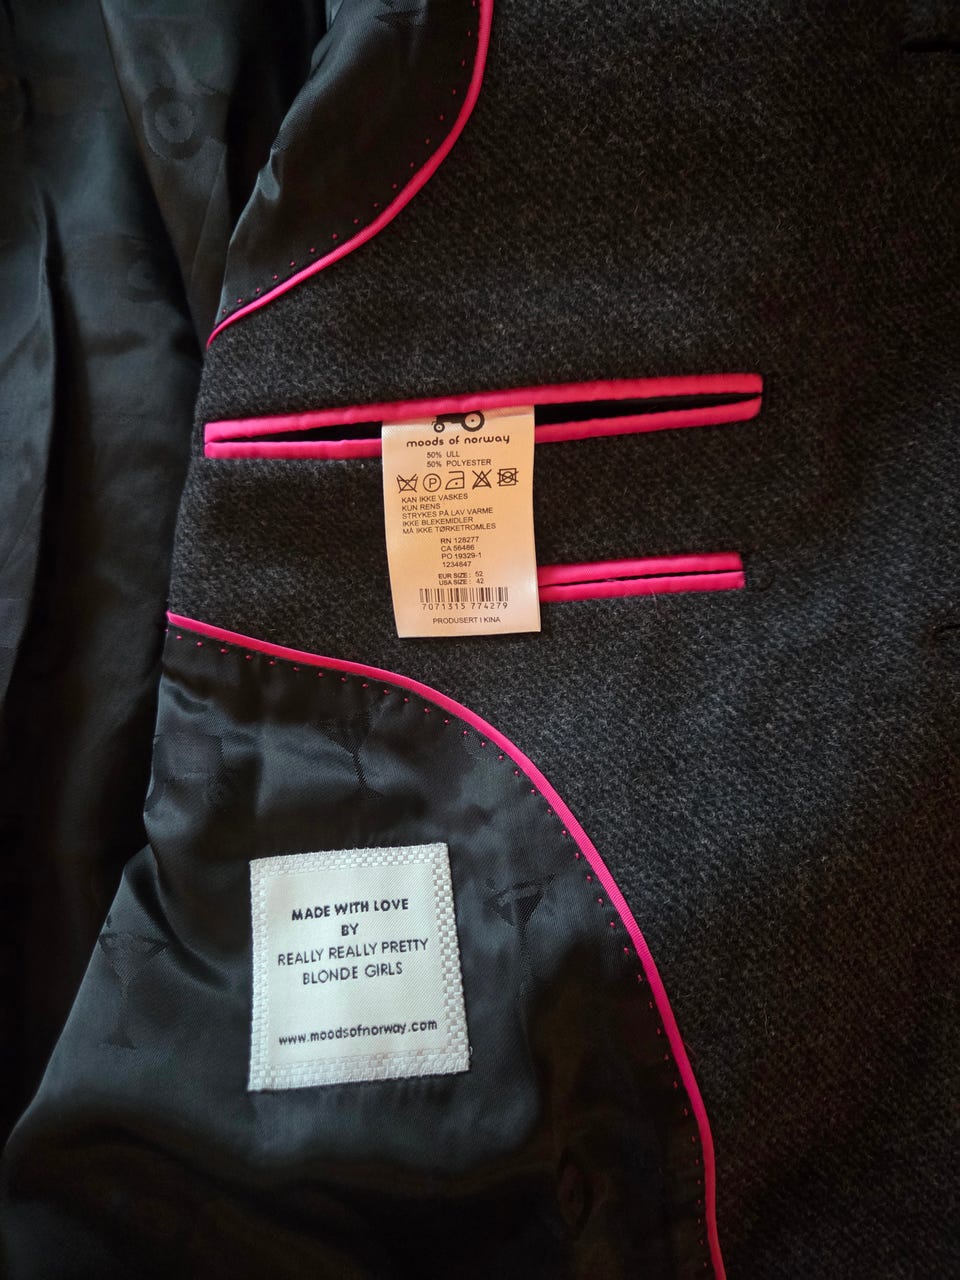 moods of norway
50% ULL
50% POLYESTER
P
KAN IKKE VASKES
KUN RENS
STRYKES PÅ LAV VARME
IKKE BLEKEMIDLER
MÅ IKKE TØRKETROMLES
RN 128277
CA 56486
PO 19329-1
1234647
EUR SIZE : 52
USA SIZE : 42
7071315 774279
PRODUSERT I KINA
MADE WITH LOVE
BY
REALLY REALLY PRETTY
BLONDE GIRLS
www.moodsofnorway.com